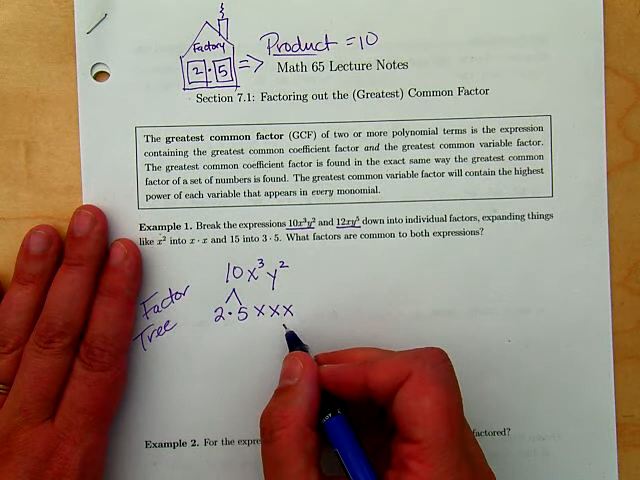 Factory
2 · 5 => Product = 10
Math 65 Lecture Notes
Section 7.1: Factoring out the (Greatest) Common Factor
The greatest common factor (GCF) of two or more polynomial terms is the expression
containing the greatest common coefficient factor and the greatest common variable factor.
The greatest common coefficient factor is found in the exact same way the greatest common
factor of a set of numbers is found. The greatest common variable factor will contain the highest
power of each variable that appears in every monomial.
Example 1. Break the expressions 10x³y² and 12xy⁵ down into individual factors, expanding things
like x² into x · x and 15 into 3 · 5. What factors are common to both expressions?
10x³y²
Factor
Tree
2·5xxx
Example 2. For the expre
factored?